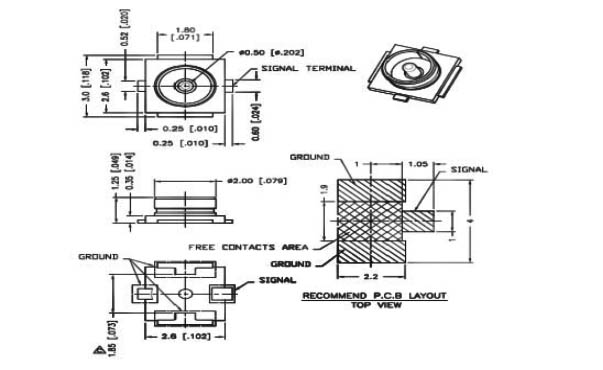 1.80
[.071]
0.52 [.020]
ø0.50 [ø.202]
SIGNAL TERMINAL
3.0 [.118]
2.6 [.102]
0.25 [.010]
0.25 [.010]
0.60 [.024]
GROUND
1
1.05
SIGNAL
1.25 [.049]
0.35 [.014]
ø2.00 [.079]
1.9
4
1
FREE CONTACTS AREA
GROUND
GROUND
2.2
SIGNAL
RECOMMEND P.C.B LAYOUT
TOP VIEW
1.85 [.073]
2.6 [.102]